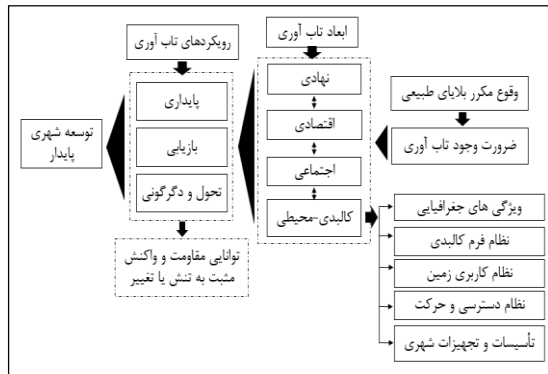 ابعاد تاب آوری
رویکردهای تاب آوری
نهادی
وقوع مکرر بلایای طبیعی
پایداری
اقتصادی
توسعه شهری
پایدار
بازیابی
ضرورت وجود تاب آوری
اجتماعی
تحول و دگرگونی
کالبدی-محیطی
ویژگی های جغرافیایی
توانایی مقاومت و واکنش
مثبت به تنش یا تغییر
نظام فرم کالبدی
نظام کاربری زمین
نظام دسترسی و حرکت
تأسیسات و تجهیزات شهری